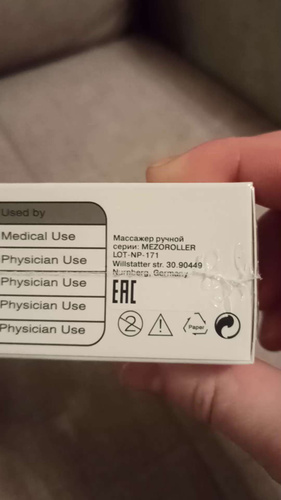 Used by
Medical Use
Physician Use
Physician Use
Physician Use
Physician Use
Массажер ручной
серии: MEZOROLLER
LOT-NP-171
Willstatter str. 30.90449
Nurnberg, Germany
EAC
2
Paper